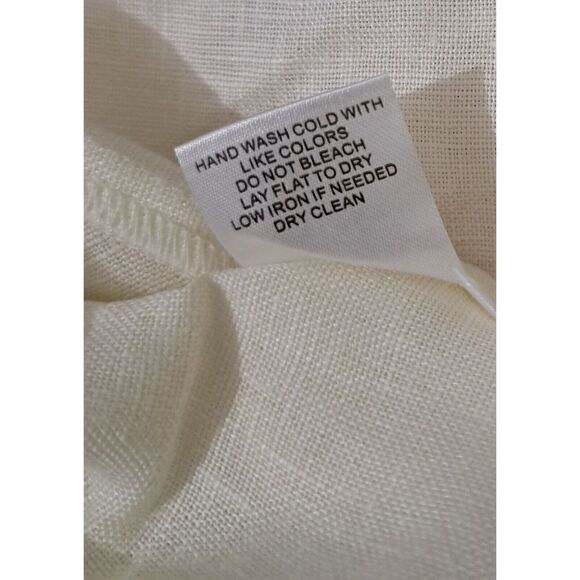 HAND WASH COLD WITH
LIKE COLORS
DO NOT BLEACH
LAY FLAT TO DRY
LOW IRON IF NEEDED
DRY CLEAN